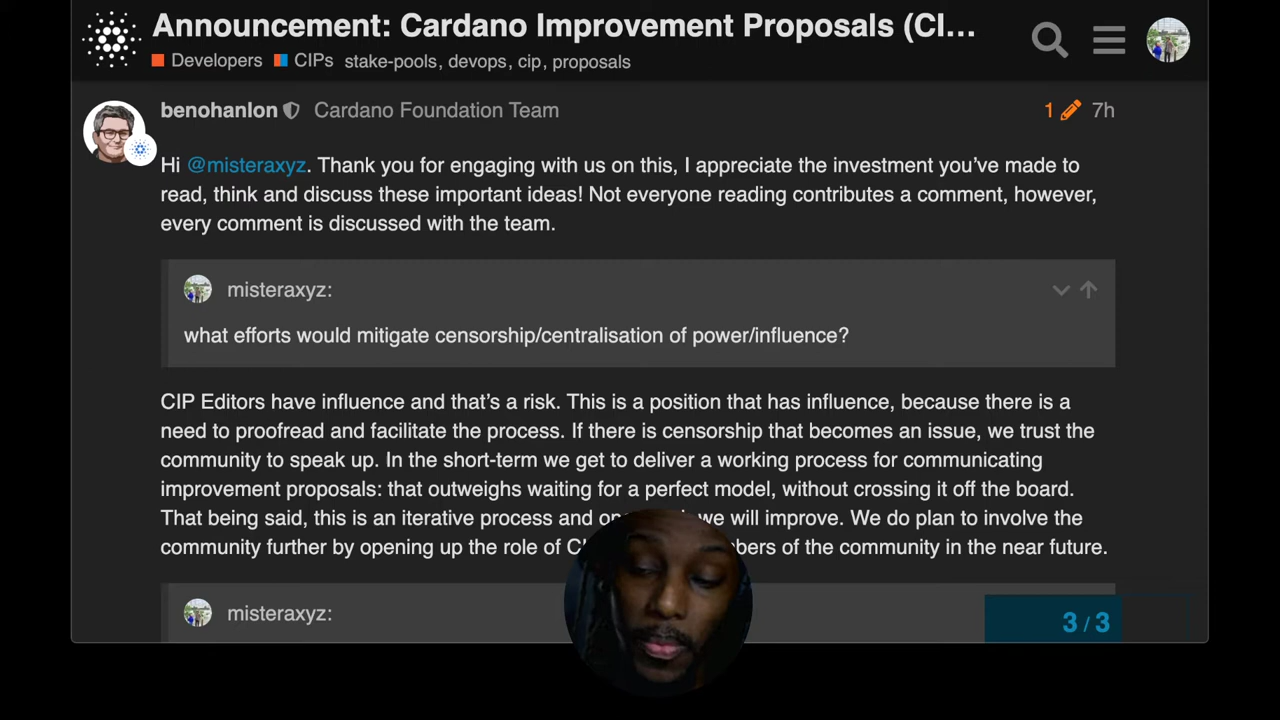 Announcement: Cardano Improvement Proposals (CI...
Developers CIPs stake-pools, devops, cip, proposals
benohanlon Cardano Foundation Team 1 7h
Hi @misteraxyz. Thank you for engaging with us on this, I appreciate the investment you’ve made to
read, think and discuss these important ideas! Not everyone reading contributes a comment, however,
every comment is discussed with the team.
misteraxyz:
what efforts would mitigate censorship/centralisation of power/influence?
CIP Editors have influence and that’s a risk. This is a position that has influence, because there is a
need to proofread and facilitate the process. If there is censorship that becomes an issue, we trust the
community to speak up. In the short-term we get to deliver a working process for communicating
improvement proposals: that outweighs waiting for a perfect model, without crossing it off the board.
That being said, this is an iterative process and we will improve. We do plan to involve the
community further by opening up the role of of the community in the near future.
misteraxyz:
3 / 3